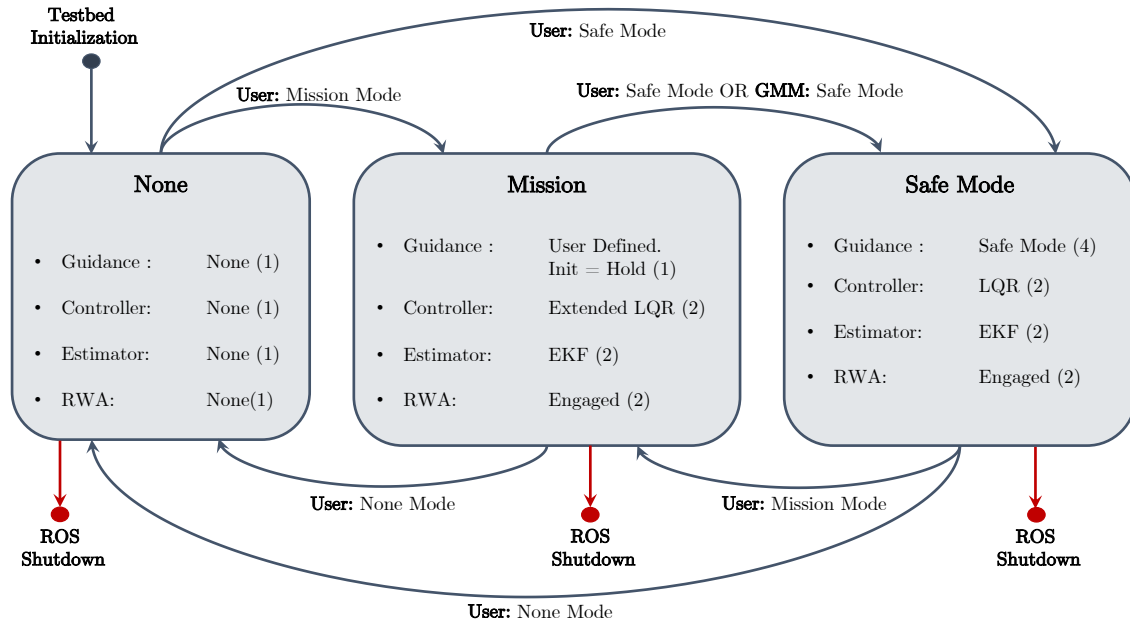 Testbed
Initialization
User: Safe Mode
User: Mission Mode
User: Safe Mode OR GMM: Safe Mode
None
• Guidance : None (1)
• Controller: None (1)
• Estimator: None (1)
• RWA: None(1)
Mission
• Guidance : User Defined.
Init = Hold (1)
• Controller: Extended LQR (2)
• Estimator: EKF (2)
• RWA: Engaged (2)
Safe Mode
• Guidance : Safe Mode (4)
• Controller: LQR (2)
• Estimator: EKF (2)
• RWA: Engaged (2)
User: None Mode
User: Mission Mode
ROS
Shutdown
ROS
Shutdown
ROS
Shutdown
User: None Mode